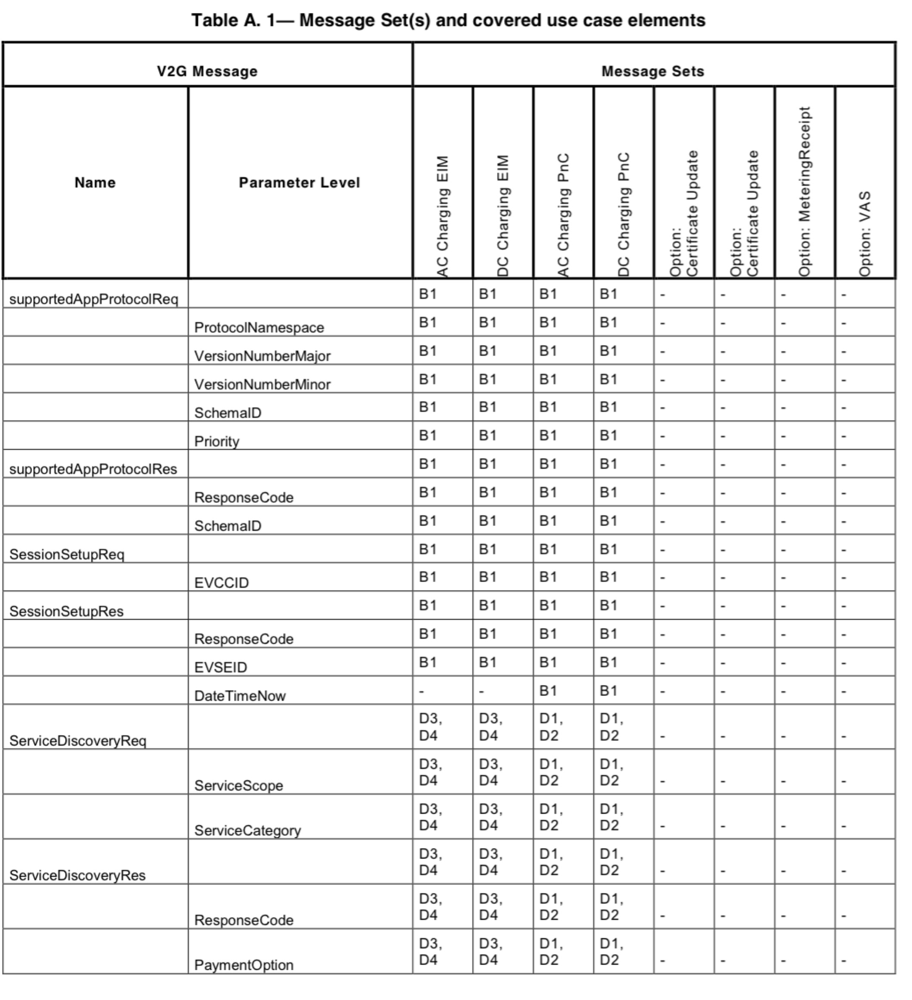 Table A. 1— Message Set(s) and covered use case elements
V2G Message Message Sets
Name Parameter Level AC Charging EIM DC Charging EIM AC Charging PnC DC Charging PnC Option: Certificate Update Option: Certificate Update Option: MeteringReceipt Option: VAS
supportedAppProtocolReq B1 B1 B1 B1 - - - -
ProtocolNamespace B1 B1 B1 B1 - - - -
VersionNumberMajor B1 B1 B1 B1 - - - -
VersionNumberMinor B1 B1 B1 B1 - - - -
SchemaID B1 B1 B1 B1 - - - -
Priority B1 B1 B1 B1 - - - -
supportedAppProtocolRes B1 B1 B1 B1 - - - -
ResponseCode B1 B1 B1 B1 - - - -
SchemaID B1 B1 B1 B1 - - - -
SessionSetupReq B1 B1 B1 B1 - - - -
EVCCID B1 B1 B1 B1 - - - -
SessionSetupRes B1 B1 B1 B1 - - - -
ResponseCode B1 B1 B1 B1 - - - -
EVSEID B1 B1 B1 B1 - - - -
DateTimeNow - - B1 B1 - - - -
ServiceDiscoveryReq D3, D4 D3, D4 D1, D2 D1, D2 - - - -
ServiceScope D3, D4 D3, D4 D1, D2 D1, D2 - - - -
ServiceCategory D3, D4 D3, D4 D1, D2 D1, D2 - - - -
ServiceDiscoveryRes D3, D4 D3, D4 D1, D2 D1, D2 - - - -
ResponseCode D3, D4 D3, D4 D1, D2 D1, D2 - - - -
PaymentOption D3, D4 D3, D4 D1, D2 D1, D2 - - - -